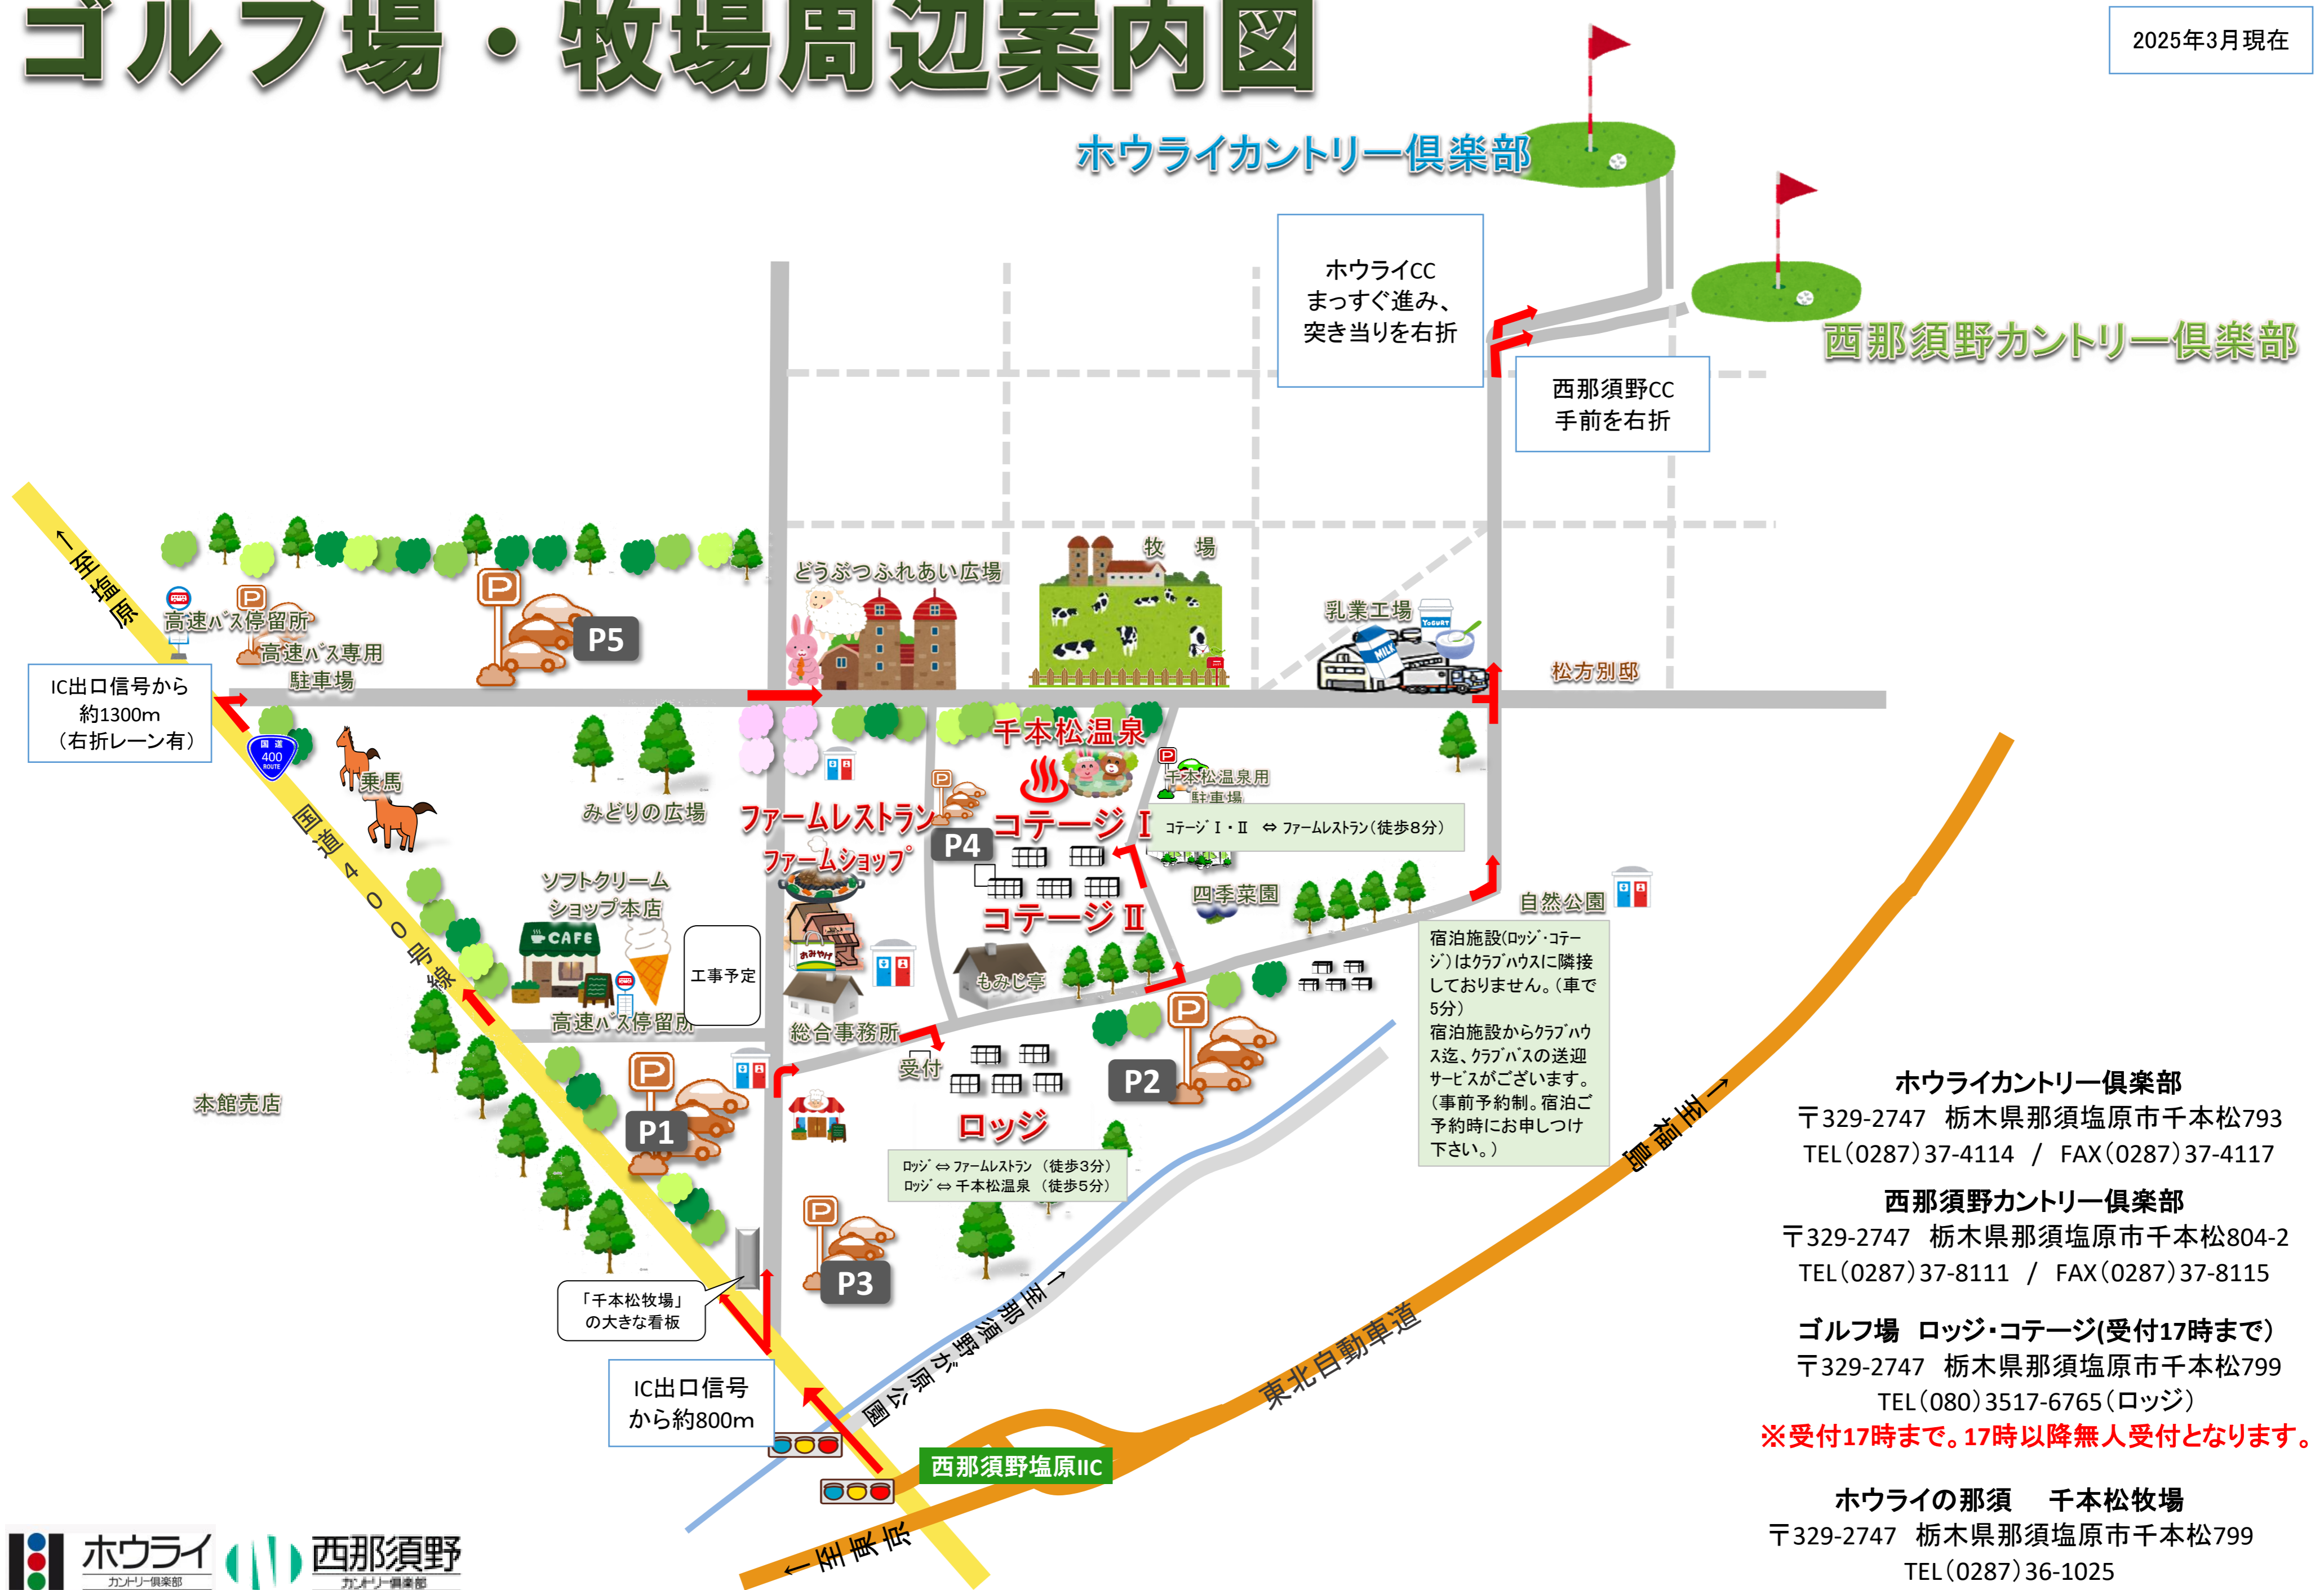 ゴルフ場・牧場周辺案内図
2025年3月現在
ホウライカントリー倶楽部
西那須野カントリー倶楽部
ホウライCC
まっすぐ進み、
突き当りを右折
西那須野CC
手前を右折
←至塩原
高速バス停留所
P
高速バス専用
駐車場
P
P5
どうぶつふれあい広場
牧　場
乳業工場
YOGURT
MILK
松方別邸
IC出口信号から
約1300m
（右折レーン有）
国道
400
ROUTE
乗馬
みどりの広場
国道400号線
千本松温泉
P
千本松温泉用
駐車場
ファームレストラン
ファームショップ
P
P4
コテージⅠ
コテージⅠ・Ⅱ ⇔ ファームレストラン(徒歩8分)
コテージⅡ
四季菜園
自然公園
ソフトクリーム
ショップ本店
CAFE
高速バス停留所
工事予定
おみやげ
総合事務所
もみじ亭
受付
P
P2
宿泊施設(ロッジ・コテー
ジ)はクラブハウスに隣接
しておりません。(車で
5分)
宿泊施設からクラブハウ
ス迄、クラブバスの送迎
サービスがございます。
(事前予約制。宿泊ご
予約時にお申しつけ
下さい。)
本館売店
P
P1
ロッジ
ロッジ ⇔ ファームレストラン （徒歩3分）
ロッジ ⇔ 千本松温泉 （徒歩5分）
P
P3
「千本松牧場」
の大きな看板
IC出口信号
から約800m
至那須野が原公園→
東北自動車道
至福島→
西那須野塩原IIC
←至東京
ホウライカントリー倶楽部
〒329-2747　栃木県那須塩原市千本松793
TEL(0287)37-4114 / FAX(0287)37-4117
西那須野カントリー倶楽部
〒329-2747　栃木県那須塩原市千本松804-2
TEL(0287)37-8111 / FAX(0287)37-8115
ゴルフ場　ロッジ・コテージ(受付17時まで)
〒329-2747　栃木県那須塩原市千本松799
TEL(080)3517-6765(ロッジ)
※受付17時まで。17時以降無人受付となります。
ホウライの那須　千本松牧場
〒329-2747　栃木県那須塩原市千本松799
TEL(0287)36-1025
ホウライ
カントリー倶楽部
西那須野
カントリー倶楽部